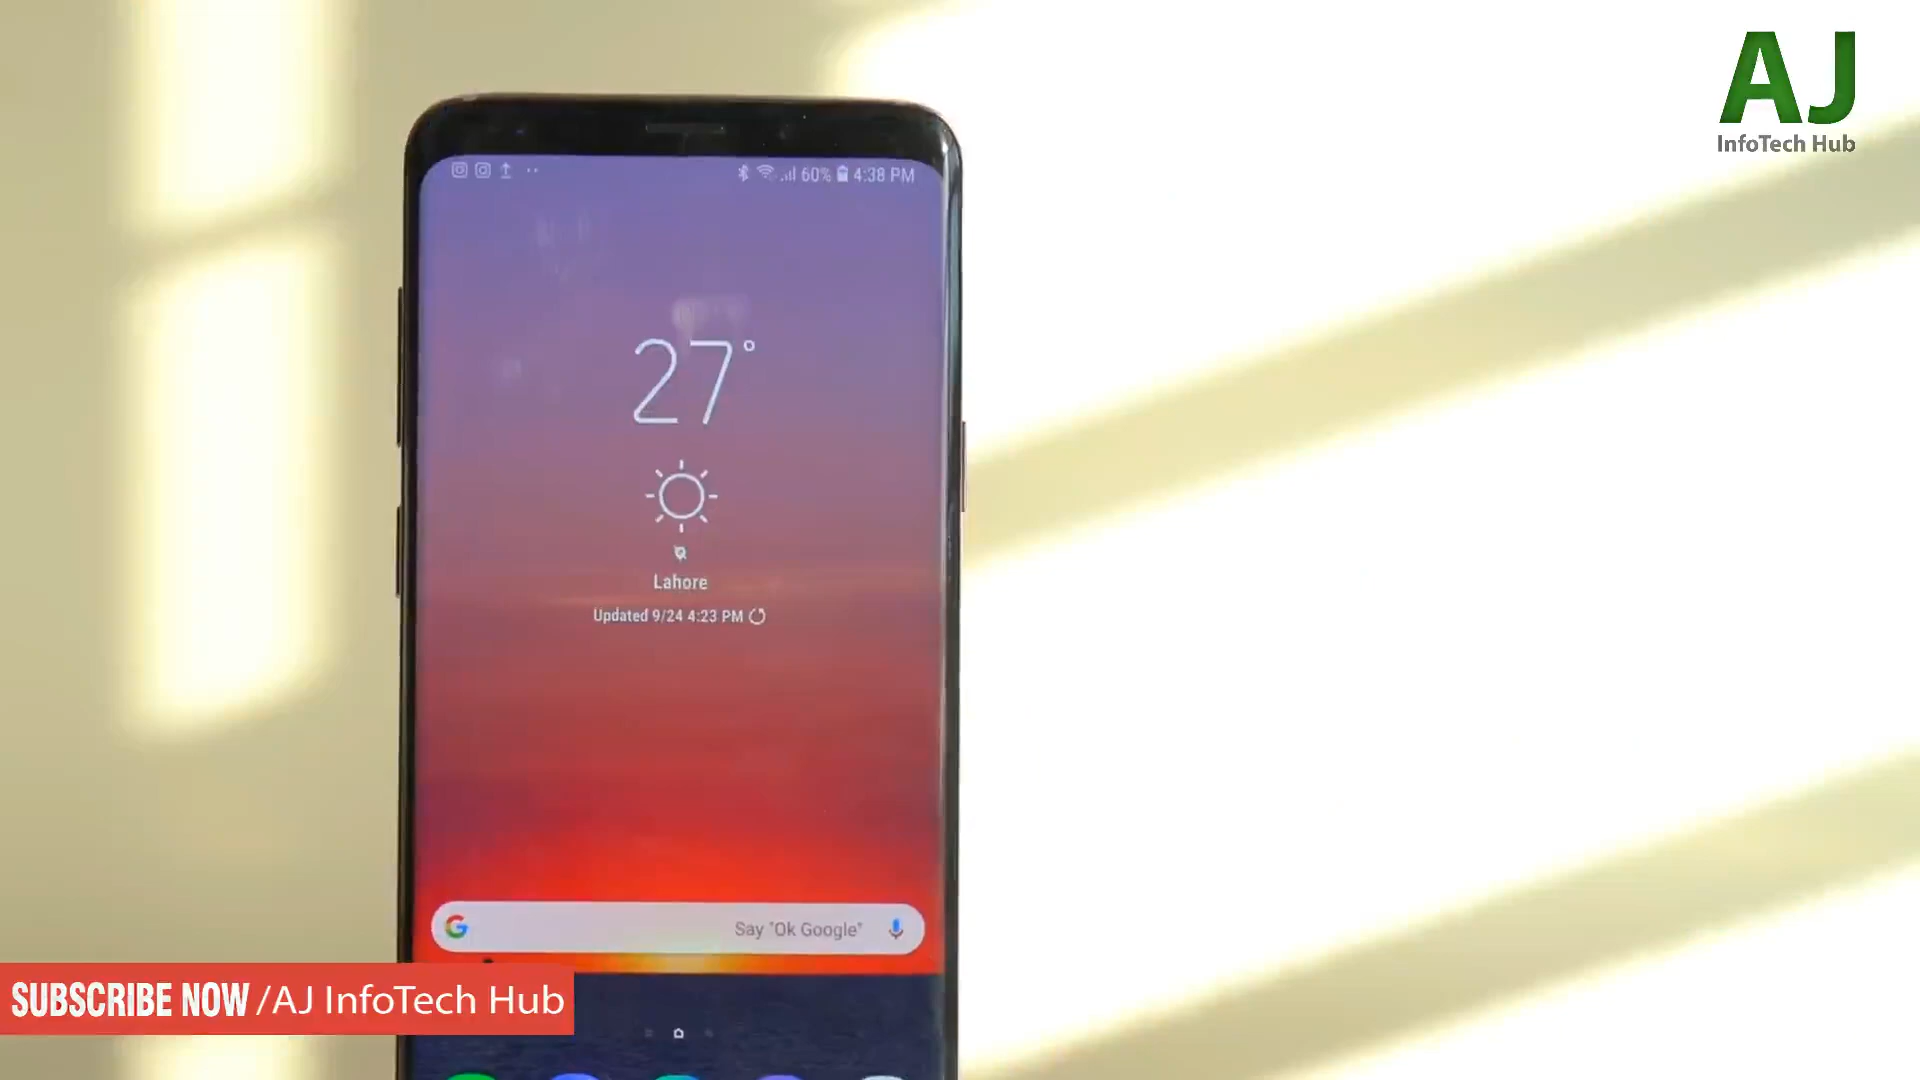 AJ
InfoTech Hub
60% 4:38 PM
27°
Lahore
Updated 9/24 4:23 PM
G Say "Ok Google"
SUBSCRIBE NOW /AJ InfoTech Hub